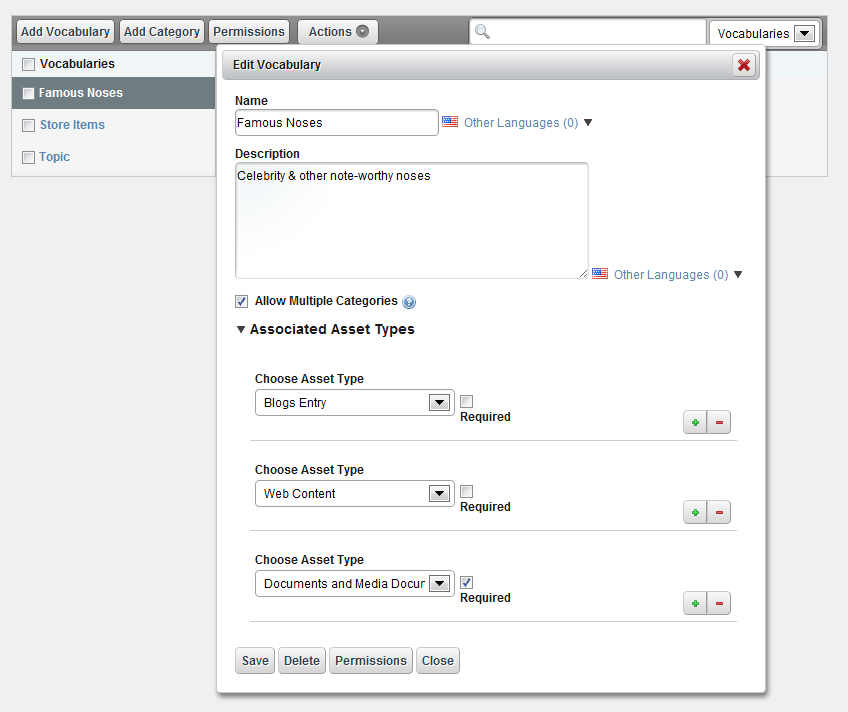 Add Vocabulary Add Category Permissions Actions Vocabularies
Vocabularies
Famous Noses
Store Items
Topic
Edit Vocabulary
Name
Famous Noses Other Languages (0)
Description
Celebrity & other note-worthy noses
Other Languages (0)
Allow Multiple Categories ?
Associated Asset Types
Choose Asset Type
Blogs Entry
Required
Choose Asset Type
Web Content
Required
Choose Asset Type
Documents and Media Docur
Required
Save Delete Permissions Close